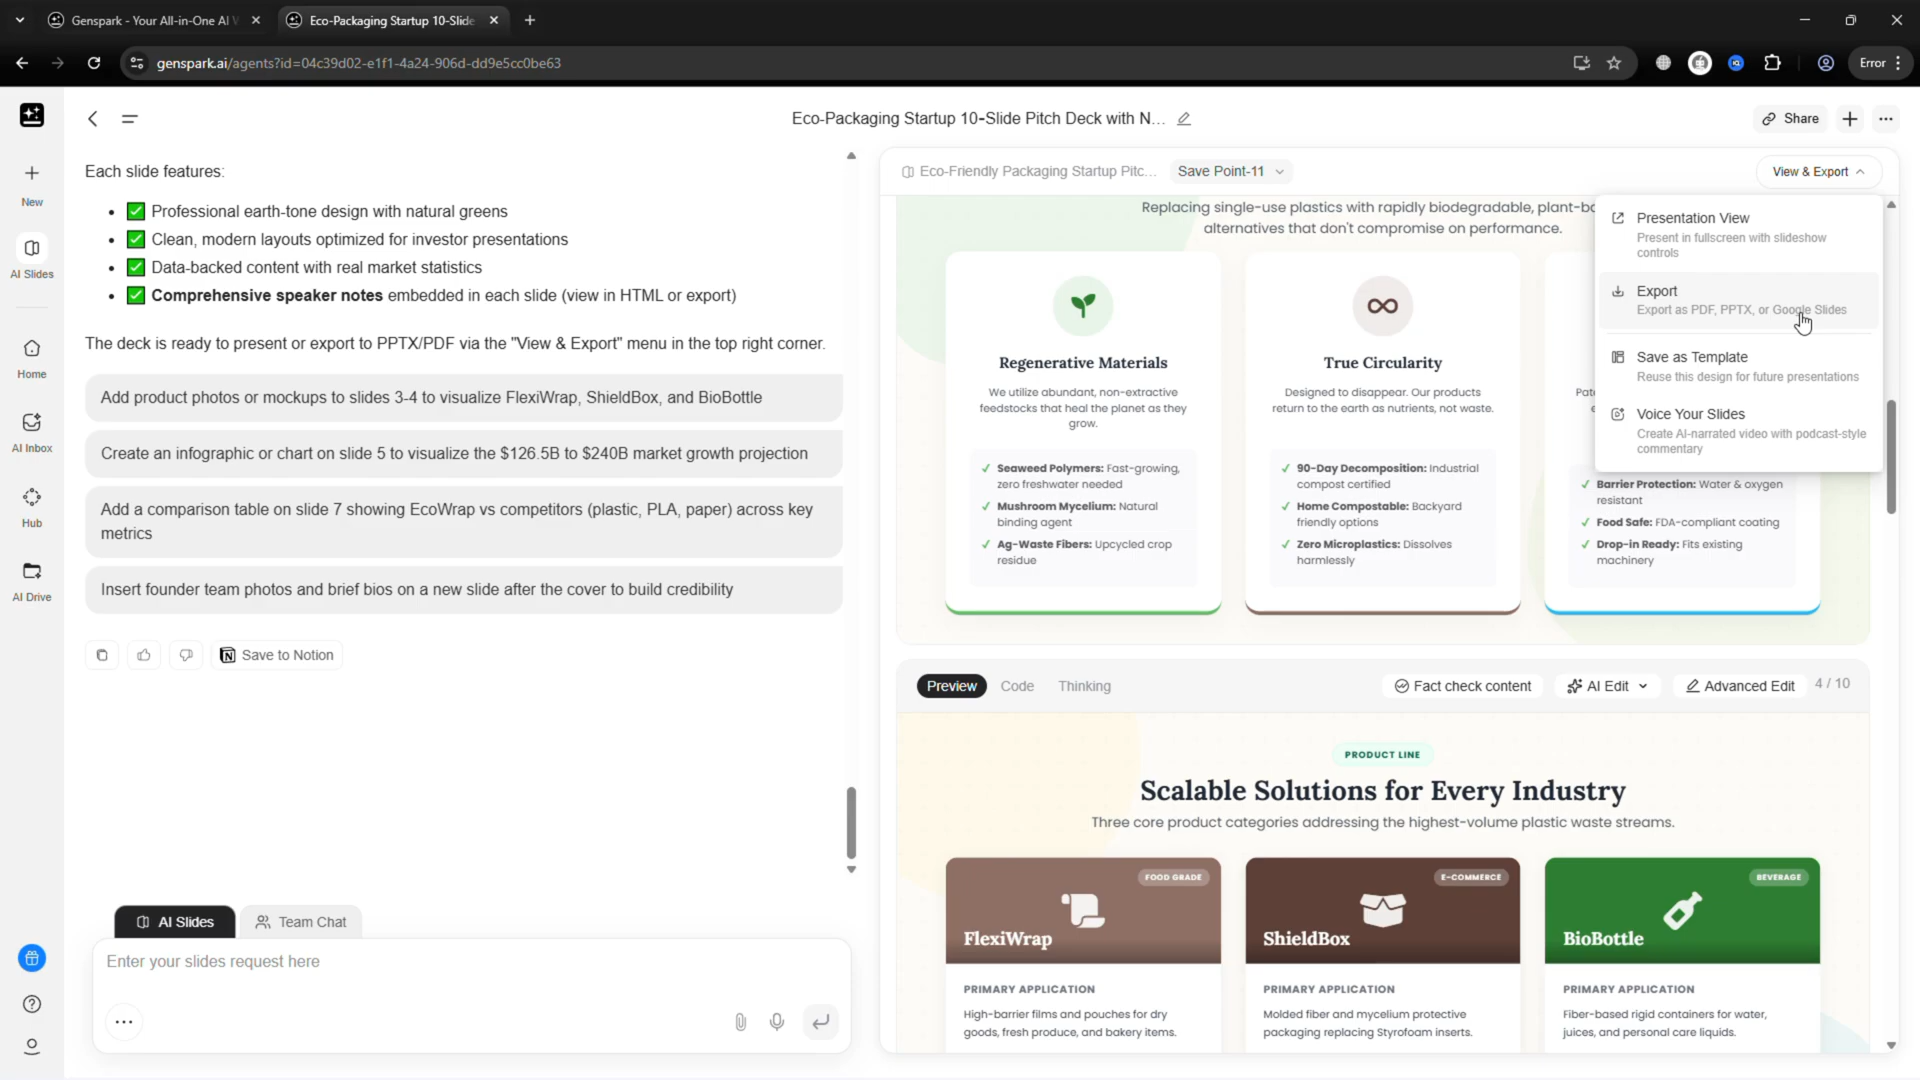 Genspark - Your All-in-One AI
Eco-Packaging Startup 10-Slide
genspark.ai/agents?id=04c39d02-e1f1-4a24-906d-dd9e5cc0be63
Error
Eco-Packaging Startup 10-Slide Pitch Deck with N...
Share
New
AI Slides
Home
AI Inbox
Hub
AI Drive
Each slide features:
Professional earth-tone design with natural greens
Clean, modern layouts optimized for investor presentations
Data-backed content with real market statistics
Comprehensive speaker notes embedded in each slide (view in HTML or export)
The deck is ready to present or export to PPTX/PDF via the "View & Export" menu in the top right corner.
Add product photos or mockups to slides 3-4 to visualize FlexiWrap, ShieldBox, and BioBottle
Create an infographic or chart on slide 5 to visualize the $126.5B to $240B market growth projection
Add a comparison table on slide 7 showing EcoWrap vs competitors (plastic, PLA, paper) across key
metrics
Insert founder team photos and brief bios on a new slide after the cover to build credibility
Save to Notion
AI Slides
Team Chat
Enter your slides request here
Eco-Friendly Packaging Startup Pitc...
Save Point-11
View & Export
Presentation View
Present in fullscreen with slideshow
controls
Export
Export as PDF, PPTX, or Google Slides
Save as Template
Reuse this design for future presentations
Voice Your Slides
Create AI-narrated video with podcast-style
commentary
Replacing single-use plastics with rapidly biodegradable, plant-ba
alternatives that don't compromise on performance.
Regenerative Materials
We utilize abundant, non-extractive
feedstocks that heal the planet as they
grow.
Seaweed Polymers: Fast-growing,
zero freshwater needed
Mushroom Mycelium: Natural
binding agent
Ag-Waste Fibers: Upcycled crop
residue
True Circularity
Designed to disappear. Our products
return to the earth as nutrients, not waste.
90-Day Decomposition: Industrial
compost certified
Home Compostable: Backyard
friendly options
Zero Microplastics: Dissolves
harmlessly
Barrier Protection: Water & oxygen
resistant
Food Safe: FDA-compliant coating
Drop-in Ready: Fits existing
machinery
Preview
Code
Thinking
Fact check content
AI Edit
Advanced Edit
4 / 10
PRODUCT LINE
Scalable Solutions for Every Industry
Three core product categories addressing the highest-volume plastic waste streams.
FOOD GRADE
FlexiWrap
PRIMARY APPLICATION
High-barrier films and pouches for dry
goods, fresh produce, and bakery items.
E-COMMERCE
ShieldBox
PRIMARY APPLICATION
Molded fiber and mycelium protective
packaging replacing Styrofoam inserts.
BEVERAGE
BioBottle
PRIMARY APPLICATION
Fiber-based rigid containers for water,
juices, and personal care liquids.